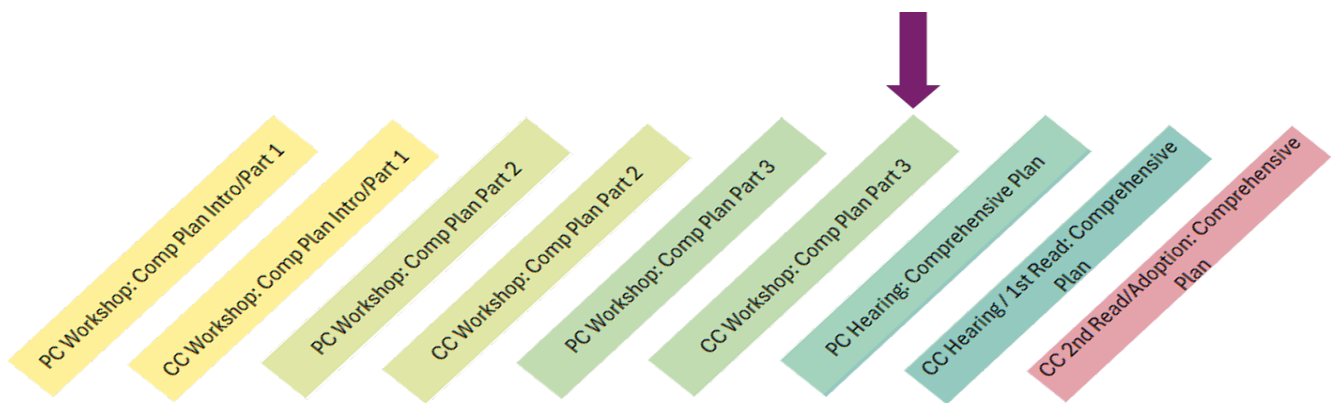 PC Workshop: Comp Plan Intro/Part 1
CC Workshop: Comp Plan Intro/Part 1
PC Workshop: Comp Plan Part 2
CC Workshop: Comp Plan Part 2
PC Workshop: Comp Plan Part 3
CC Workshop: Comp Plan Part 3
PC Hearing: Comprehensive Plan
CC Hearing / 1st Read: Comprehensive
Plan
CC 2nd Read/Adoption: Comprehensive
Plan